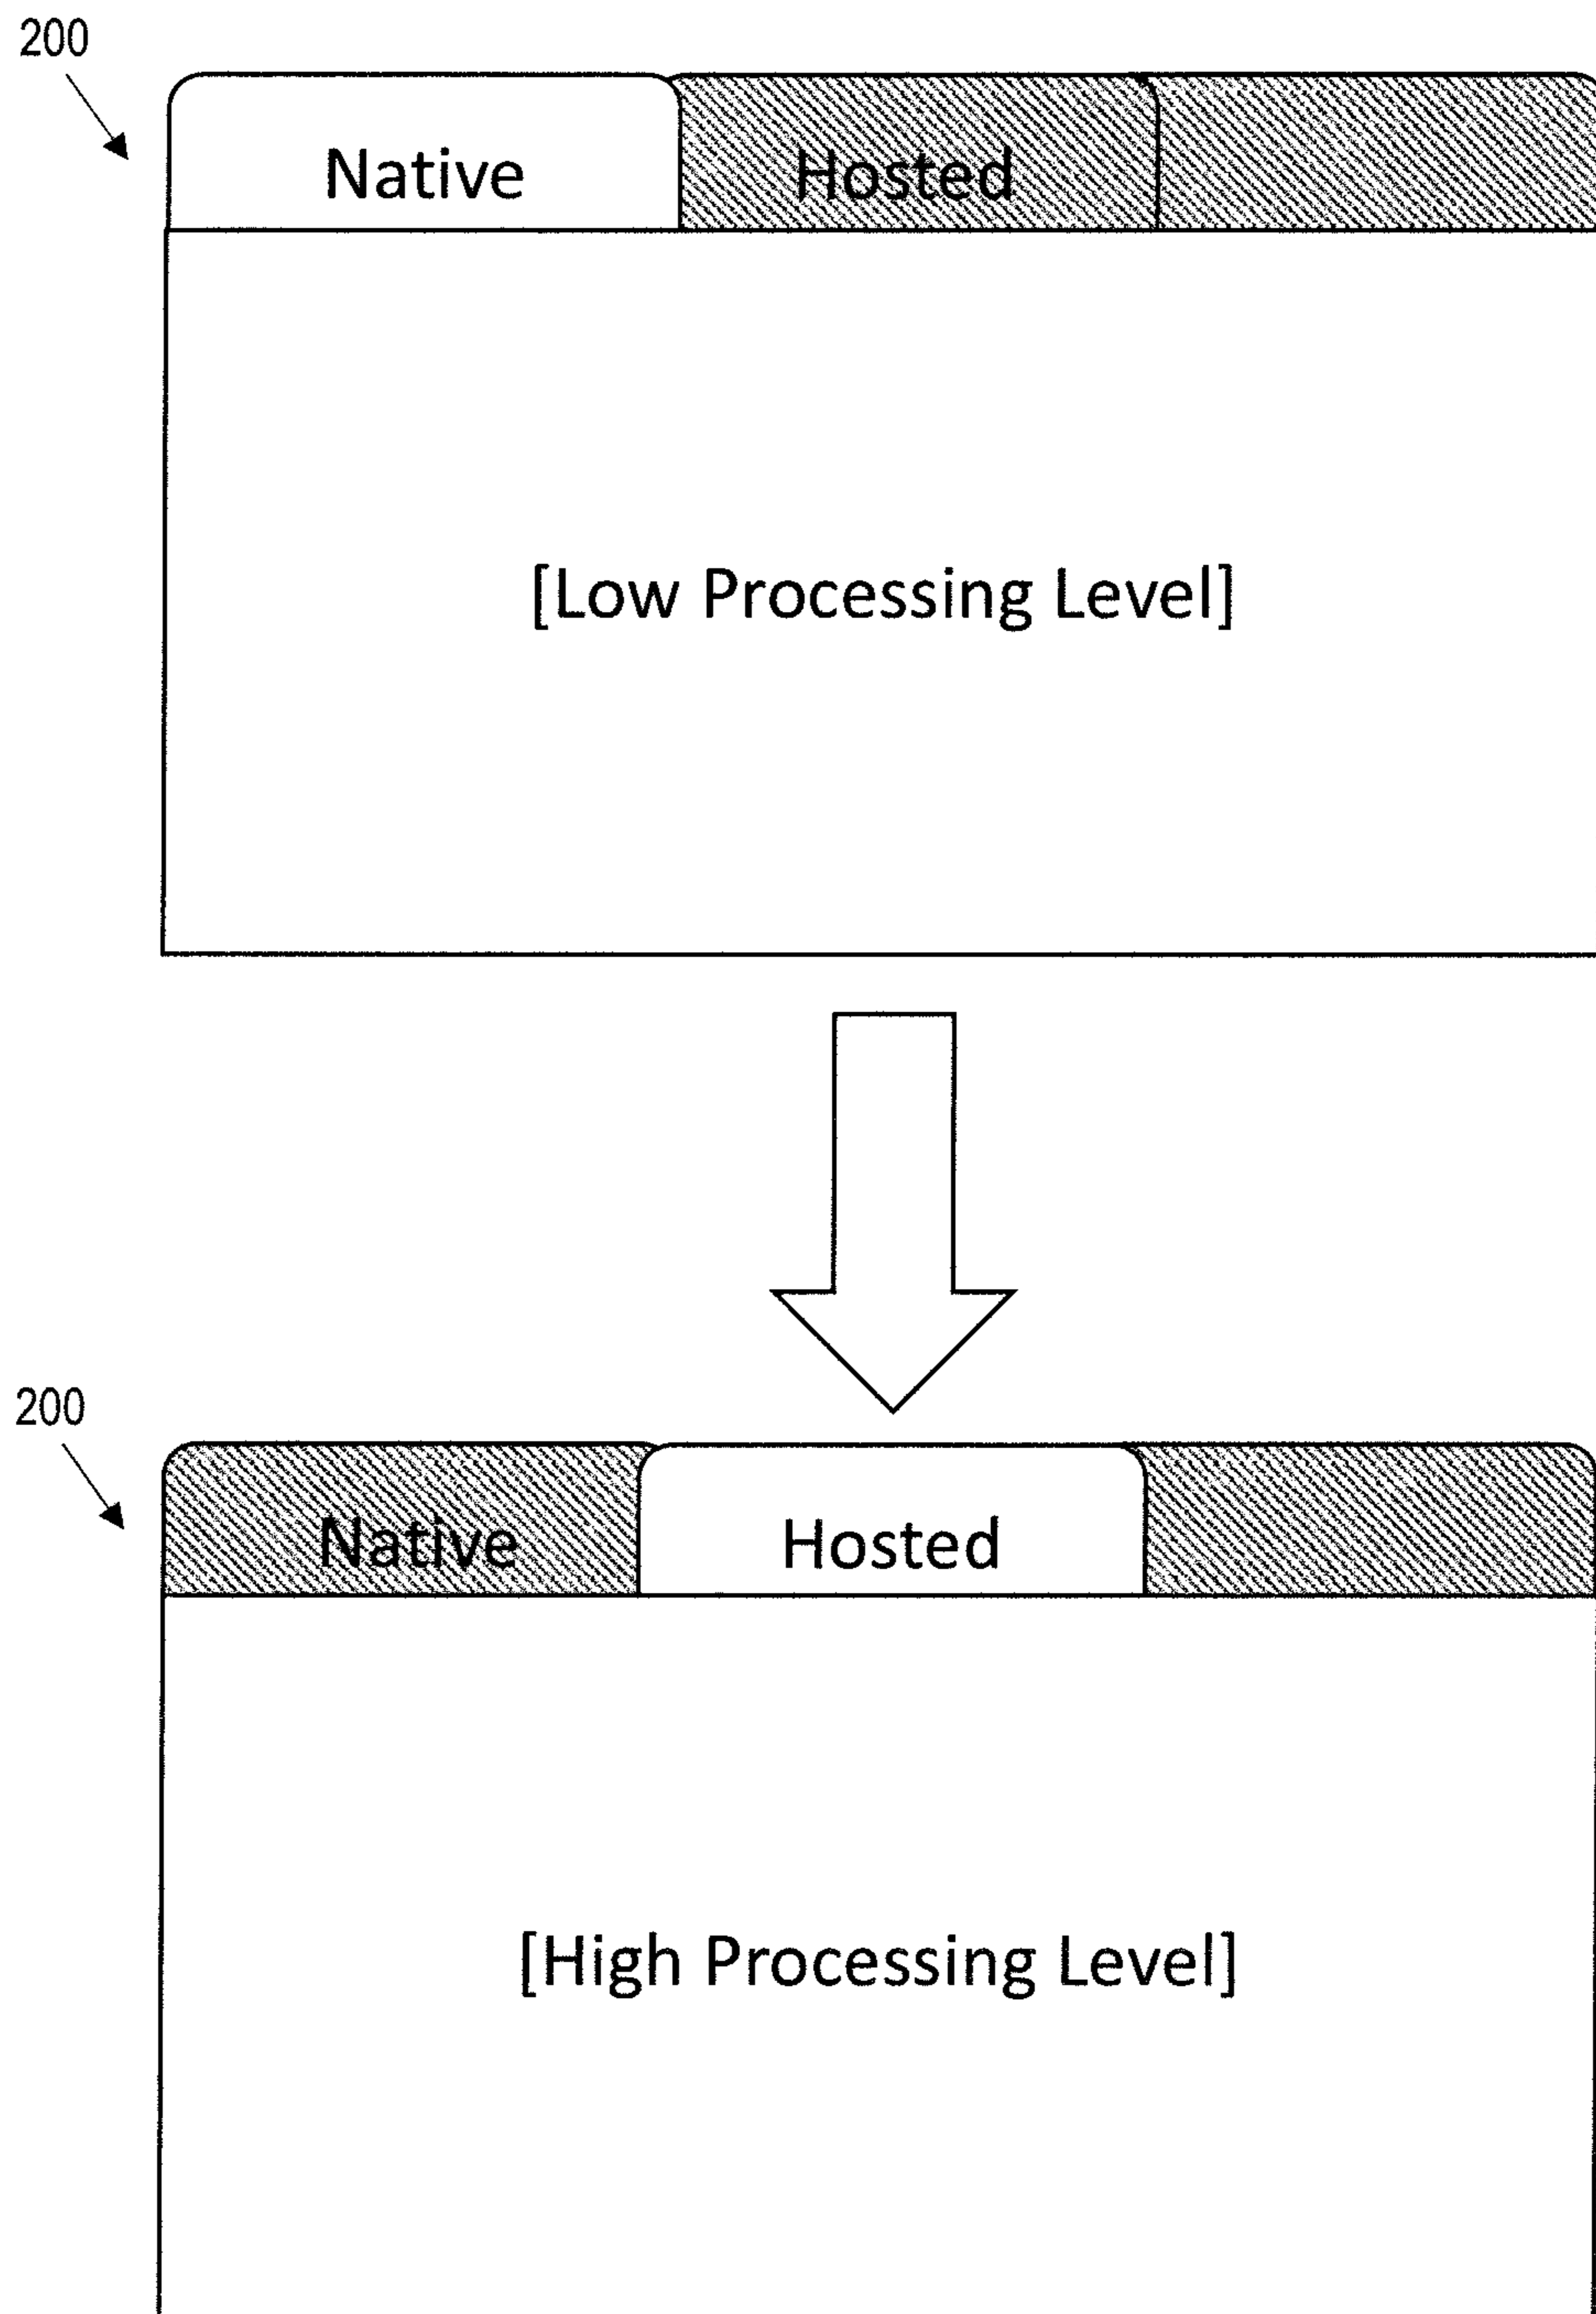 200
Native Hosted
[Low Processing Level]
200
Native Hosted
[High Processing Level]